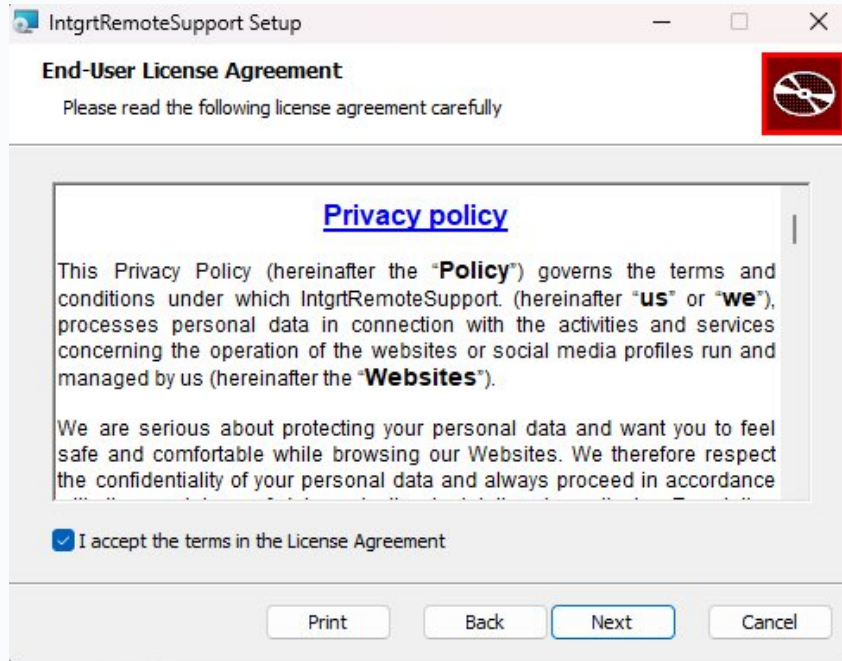 IntgrtRemoteSupport Setup
End-User License Agreement
Please read the following license agreement carefully
Privacy policy
This Privacy Policy (hereinafter the “Policy”) governs the terms and
conditions under which IntgrtRemoteSupport. (hereinafter “us” or “we”),
processes personal data in connection with the activities and services
concerning the operation of the websites or social media profiles run and
managed by us (hereinafter the “Websites”).
We are serious about protecting your personal data and want you to feel
safe and comfortable while browsing our Websites. We therefore respect
the confidentiality of your personal data and always proceed in accordance
I accept the terms in the License Agreement
Print Back Next Cancel